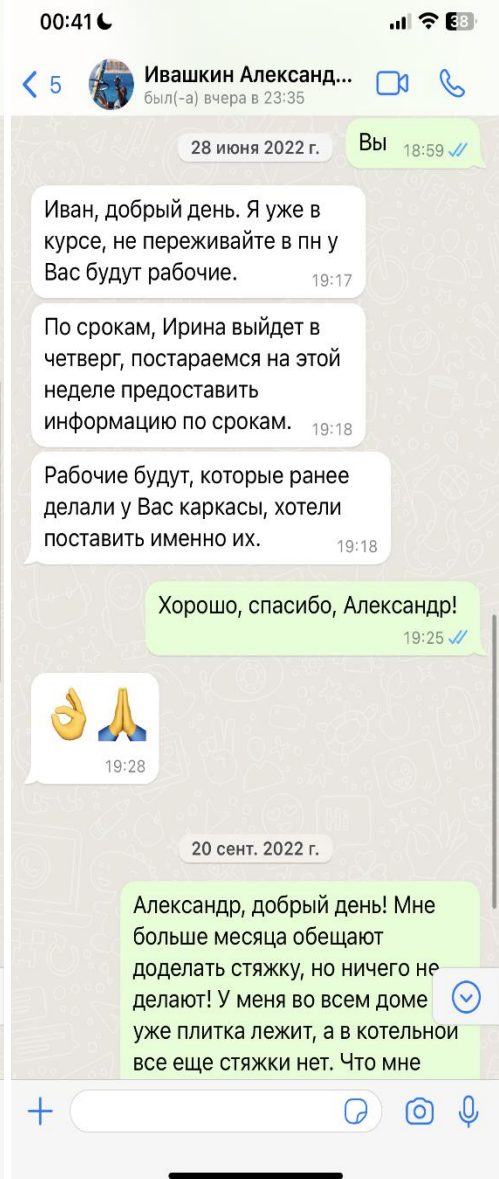 00:41
38
5
Ивашкин Александ...
был(-а) вчера в 23:35
28 июня 2022 г.
Вы 18:59
Иван, добрый день. Я уже в
курсе, не переживайте в пн у
Вас будут рабочие.
19:17
По срокам, Ирина выйдет в
четверг, постараемся на этой
неделе предоставить
информацию по срокам.
19:18
Рабочие будут, которые ранее
делали у Вас каркасы, хотели
поставить именно их.
19:18
Хорошо, спасибо, Александр!
19:25
19:28
20 сент. 2022 г.
Александр, добрый день! Мне
больше месяца обещают
доделать стяжку, но ничего не
делают! У меня во всем доме
уже плитка лежит, а в котельной
все еще стяжки нет. Что мне